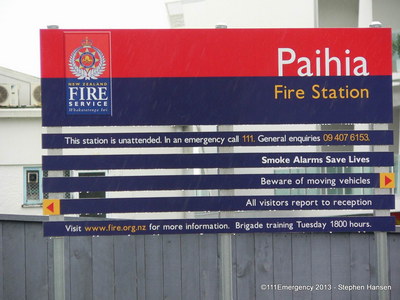 Paihia
Fire Station
NEW ZEALAND
FIRE
SERVICE
Whakaratonga Iwi
This station is unattended. In an emergency call 111. General enquiries 09 407 6153.
Smoke Alarms Save Lives
Beware of moving vehicles
All visitors report to reception
Visit www.fire.org.nz for more information. Brigade training Tuesday 1800 hours.
©111Emergency 2013 - Stephen Hansen